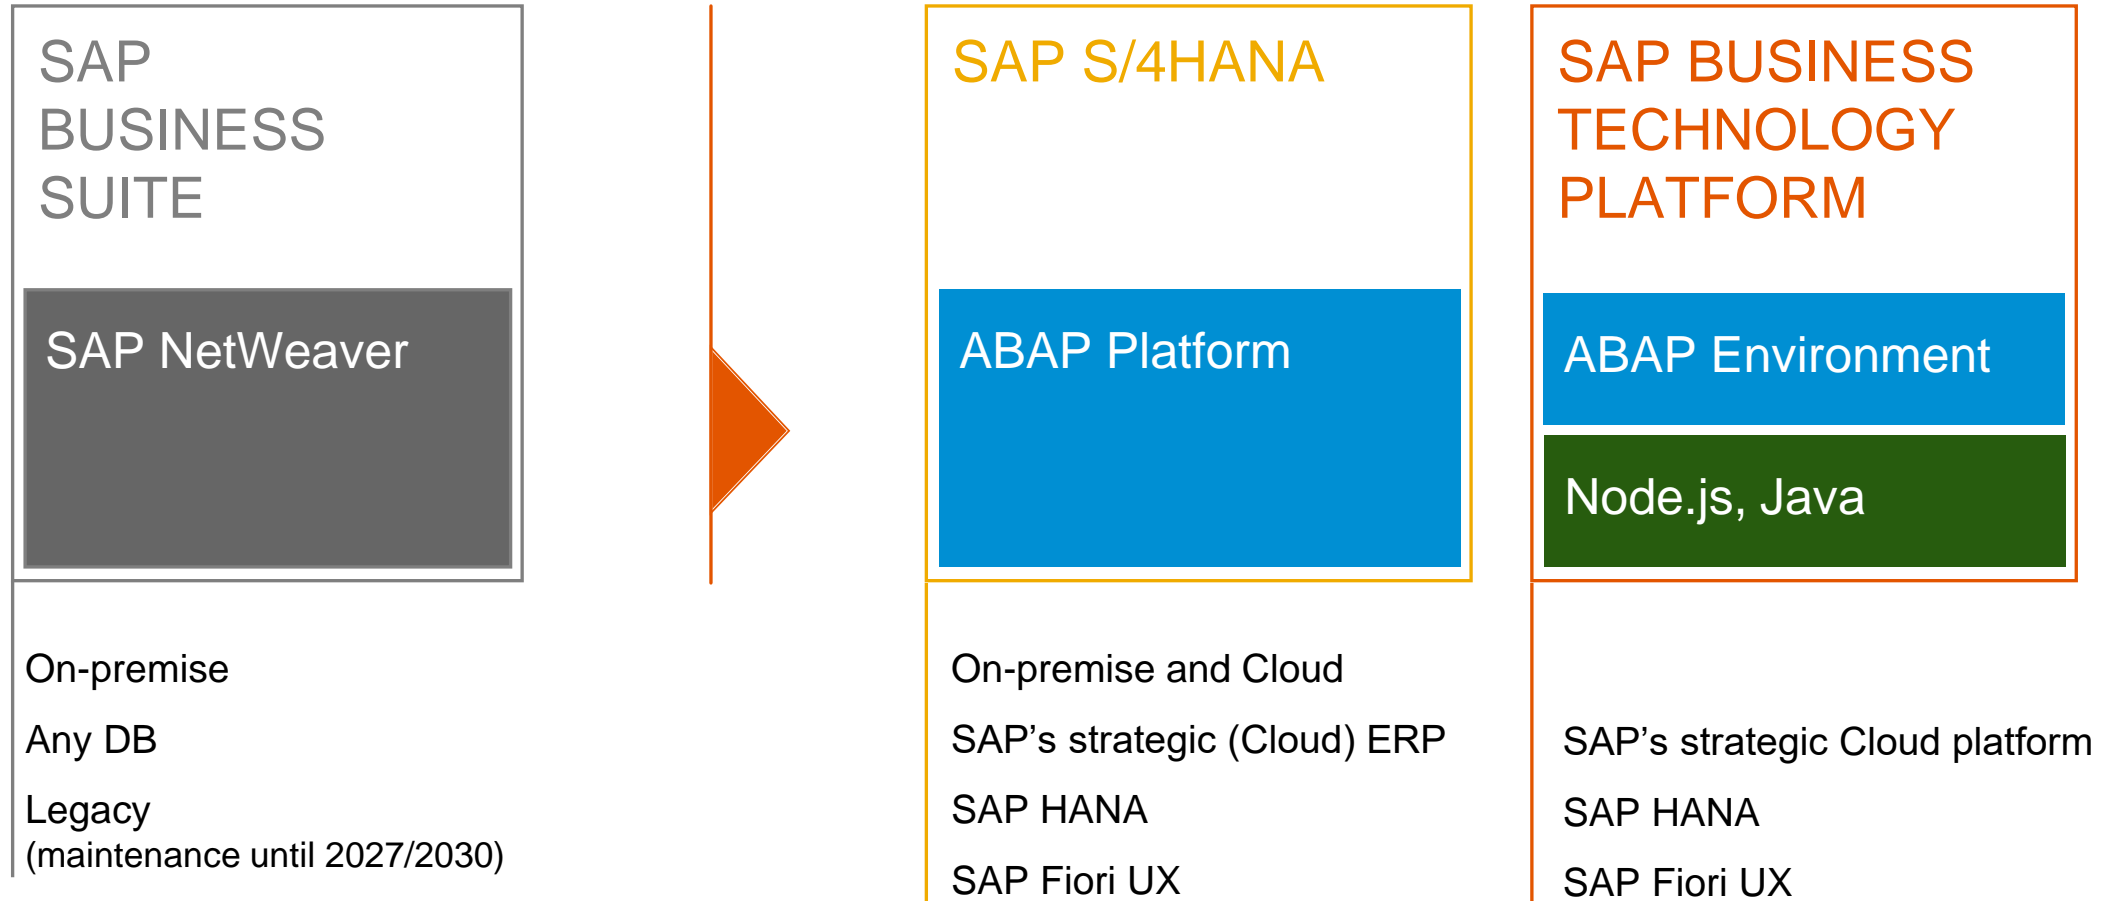 SAP
BUSINESS
SUITE
SAP NetWeaver
On-premise
Any DB
Legacy
(maintenance until 2027/2030)
SAP S/4HANA
ABAP Platform
On-premise and Cloud
SAP’s strategic (Cloud) ERP
SAP HANA
SAP Fiori UX
SAP BUSINESS
TECHNOLOGY
PLATFORM
ABAP Environment
Node.js, Java
SAP’s strategic Cloud platform
SAP HANA
SAP Fiori UX